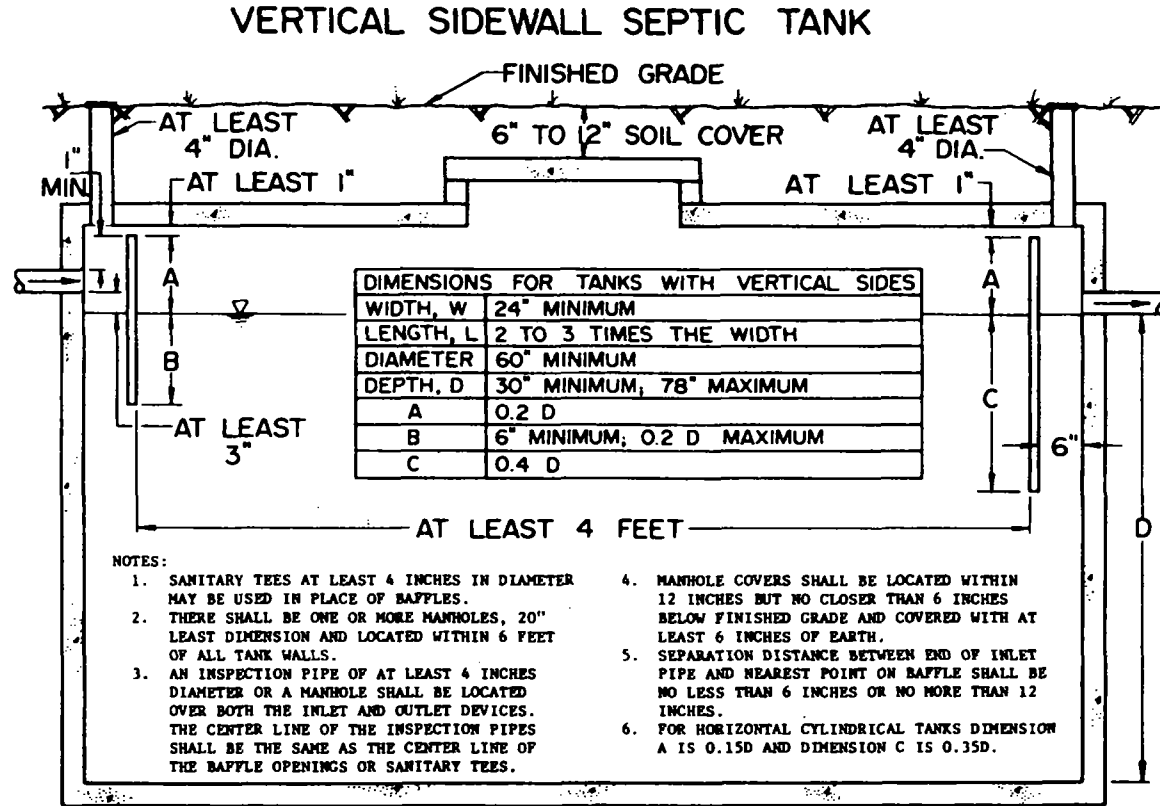 VERTICAL SIDEWALL SEPTIC TANK
FINISHED GRADE
AT LEAST
4" DIA.
6" TO 12" SOIL COVER
AT LEAST
4" DIA.
1"
MIN.
AT LEAST 1"
AT LEAST 1"
A
A
B
C
D
6"
AT LEAST
3"
DIMENSIONS FOR TANKS WITH VERTICAL SIDES
WIDTH, W 24" MINIMUM
LENGTH, L 2 TO 3 TIMES THE WIDTH
DIAMETER 60" MINIMUM
DEPTH, D 30" MINIMUM; 78" MAXIMUM
A 0.2 D
B 6" MINIMUM; 0.2 D MAXIMUM
C 0.4 D
AT LEAST 4 FEET
NOTES:
1. SANITARY TEES AT LEAST 4 INCHES IN DIAMETER
MAY BE USED IN PLACE OF BAFFLES.
2. THERE SHALL BE ONE OR MORE MANHOLES, 20"
LEAST DIMENSION AND LOCATED WITHIN 6 FEET
OF ALL TANK WALLS.
3. AN INSPECTION PIPE OF AT LEAST 4 INCHES
DIAMETER OR A MANHOLE SHALL BE LOCATED
OVER BOTH THE INLET AND OUTLET DEVICES.
THE CENTER LINE OF THE INSPECTION PIPES
SHALL BE THE SAME AS THE CENTER LINE OF
THE BAFFLE OPENINGS OR SANITARY TEES.
4. MANHOLE COVERS SHALL BE LOCATED WITHIN
12 INCHES BUT NO CLOSER THAN 6 INCHES
BELOW FINISHED GRADE AND COVERED WITH AT
LEAST 6 INCHES OF EARTH.
5. SEPARATION DISTANCE BETWEEN END OF INLET
PIPE AND NEAREST POINT ON BAFFLE SHALL BE
NO LESS THAN 6 INCHES OR NO MORE THAN 12
INCHES.
6. FOR HORIZONTAL CYLINDRICAL TANKS DIMENSION
A IS 0.15D AND DIMENSION C IS 0.35D.